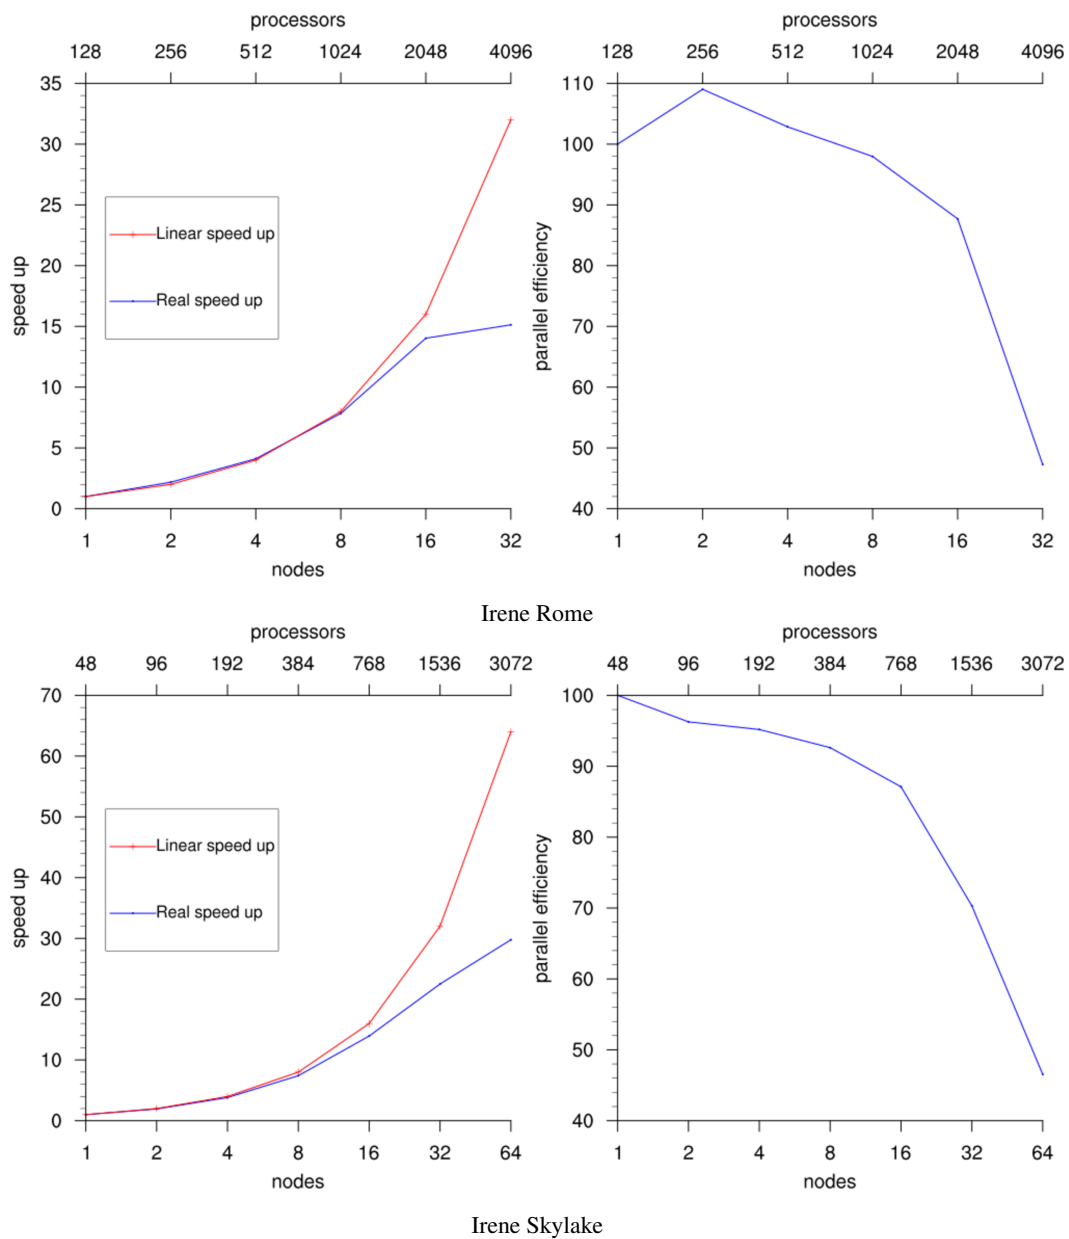 processors
128 256 512 1024 2048 4096
35
30
25
20
15
10
5
0
speed up
Linear speed up
Real speed up
1 2 4 8 16 32
nodes
processors
128 256 512 1024 2048 4096
110
100
90
80
70
60
50
40
parallel efficiency
1 2 4 8 16 32
nodes
Irene Rome
processors
48 96 192 384 768 1536 3072
70
60
50
40
30
20
10
0
speed up
Linear speed up
Real speed up
1 2 4 8 16 32 64
nodes
processors
48 96 192 384 768 1536 3072
100
90
80
70
60
50
40
parallel efficiency
1 2 4 8 16 32 64
nodes
Irene Skylake